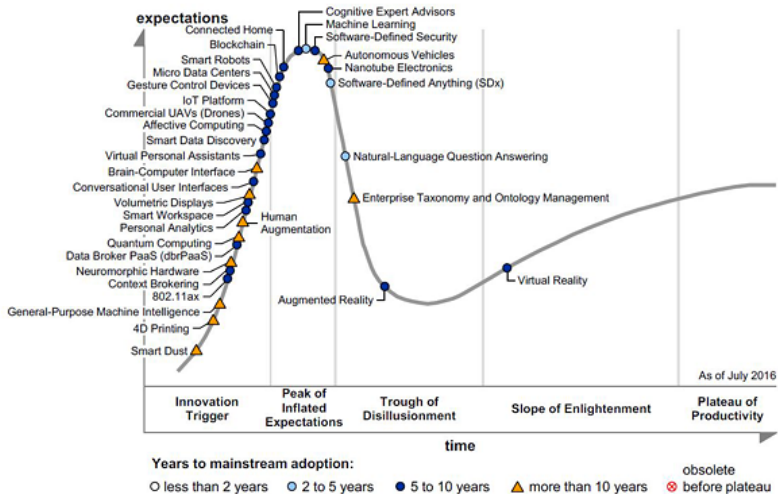 expectations
Cognitive Expert Advisors
Machine Learning
Connected Home
Software-Defined Security
Blockchain
Autonomous Vehicles
Smart Robots
Nanotube Electronics
Micro Data Centers
Software-Defined Anything (SDx)
Gesture Control Devices
IoT Platform
Commercial UAVs (Drones)
Affective Computing
Smart Data Discovery
Virtual Personal Assistants
Natural-Language Question Answering
Brain-Computer Interface
Conversational User Interfaces
Volumetric Displays
Enterprise Taxonomy and Ontology Management
Smart Workspace
Personal Analytics
Human
Augmentation
Quantum Computing
Data Broker PaaS (dbrPaaS)
Neuromorphic Hardware
Context Brokering
802.11ax
Augmented Reality
Virtual Reality
General-Purpose Machine Intelligence
4D Printing
Smart Dust
As of July 2016
Innovation
Trigger
Peak of
Inflated
Expectations
Trough of
Disillusionment
Slope of Enlightenment
Plateau of
Productivity
time
Years to mainstream adoption:
less than 2 years
2 to 5 years
5 to 10 years
more than 10 years
obsolete
before plateau